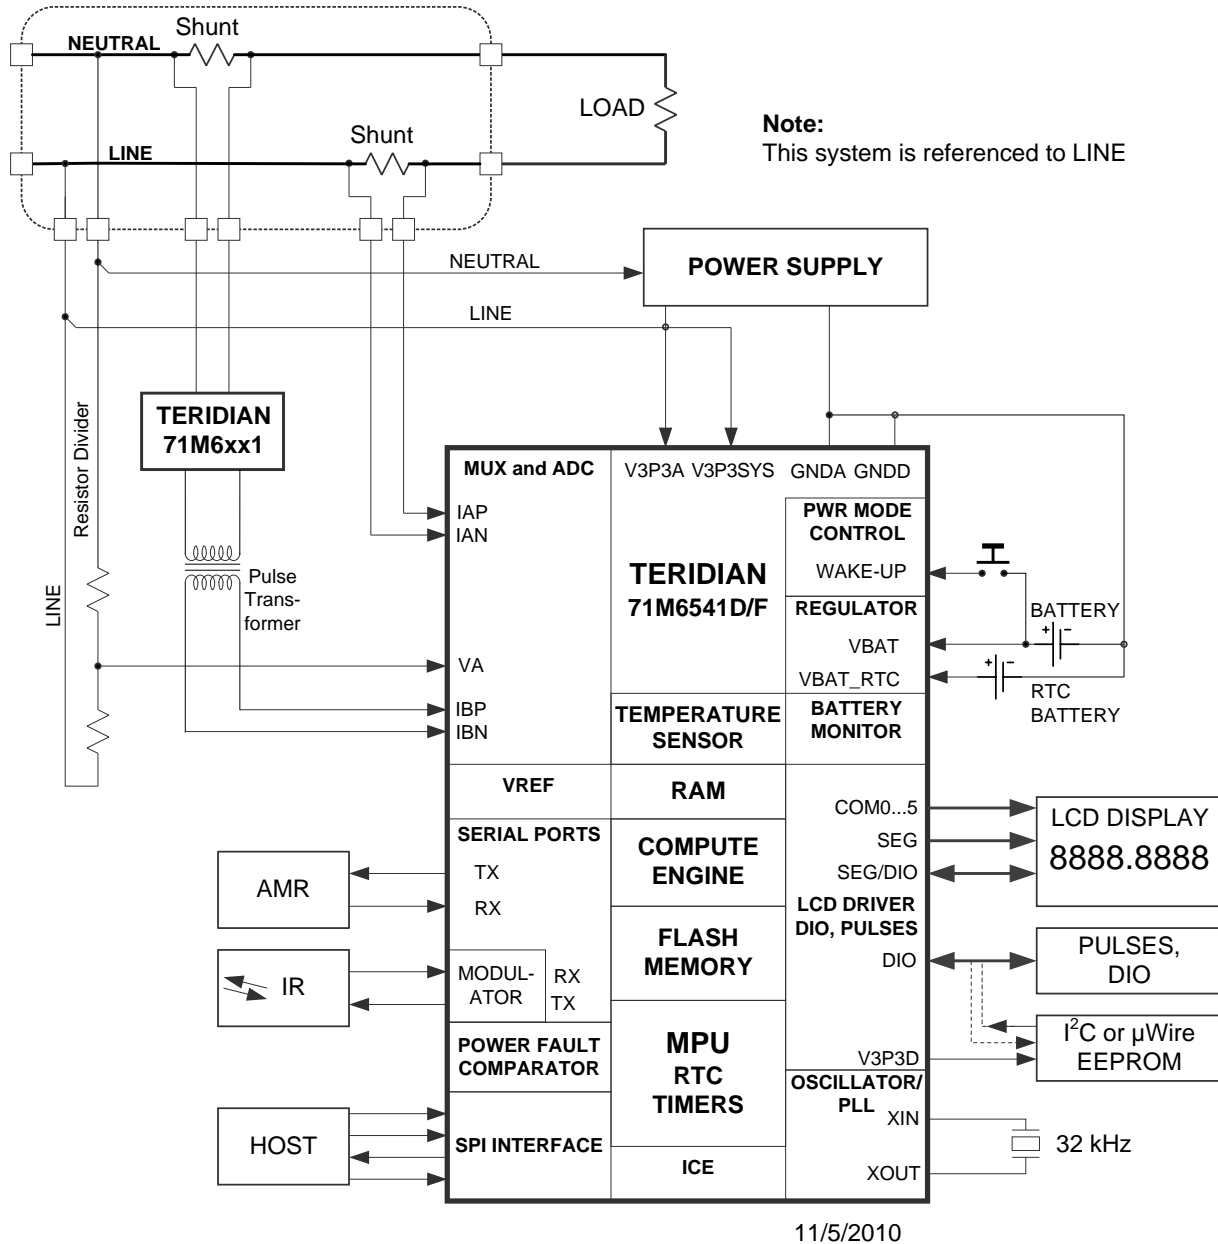 Shunt
NEUTRAL
LOAD
Note:
This system is referenced to LINE
Shunt
LINE
NEUTRAL
POWER SUPPLY
LINE
TERIDIAN
71M6xx1
Resistor Divider
LINE
Pulse
Trans-
former
MUX and ADC
V3P3A V3P3SYS GNDA GNDD
IAP
IAN
VA
IBP
IBN
TERIDIAN
71M6541D/F
PWR MODE
CONTROL
WAKE-UP
REGULATOR
VBAT
VBAT_RTC
BATTERY
+ -
+ -
RTC
BATTERY
TEMPERATURE
SENSOR
BATTERY
MONITOR
VREF
RAM
SERIAL PORTS
TX
RX
AMR
COMPUTE
ENGINE
COM0...5
SEG
SEG/DIO
LCD DRIVER
DIO, PULSES
DIO
LCD DISPLAY
8888.8888
FLASH
MEMORY
IR
MODUL-
ATOR
RX
TX
PULSES,
DIO
I2C or µWire
EEPROM
V3P3D
POWER FAULT
COMPARATOR
MPU
RTC
TIMERS
OSCILLATOR/
PLL
XIN
XOUT
32 kHz
HOST
SPI INTERFACE
ICE
11/5/2010